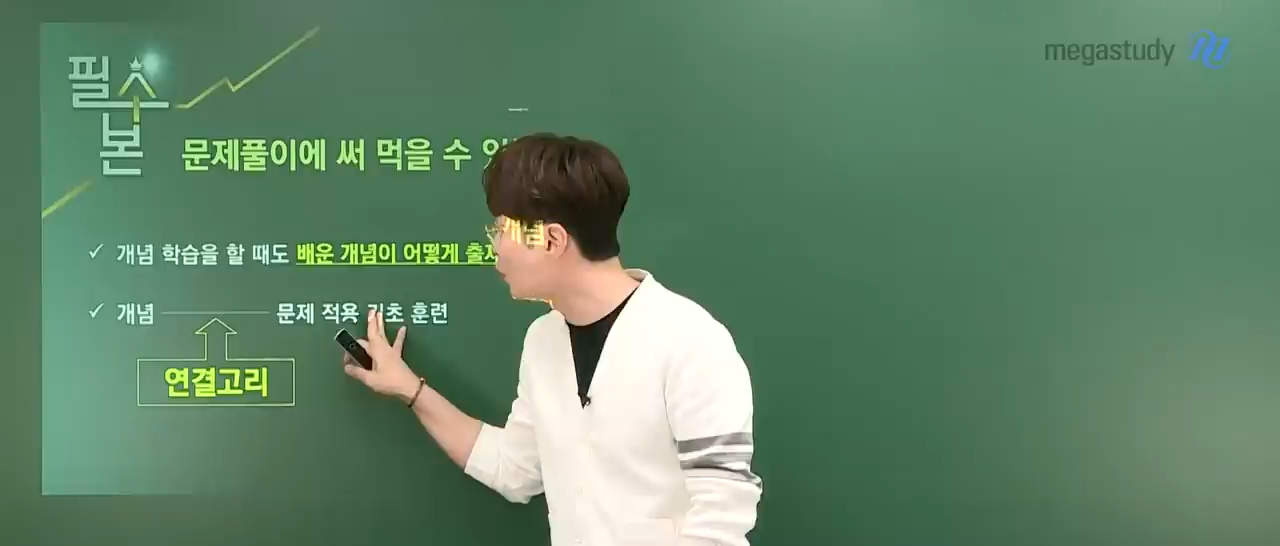 megastudy
필수
본
문제풀이에 써 먹을 수
개념
✓ 개념 학습을 할 때도 배운 개념이 어떻게
✓ 개념 ─── 문제 적용 기초 훈련
연결고리